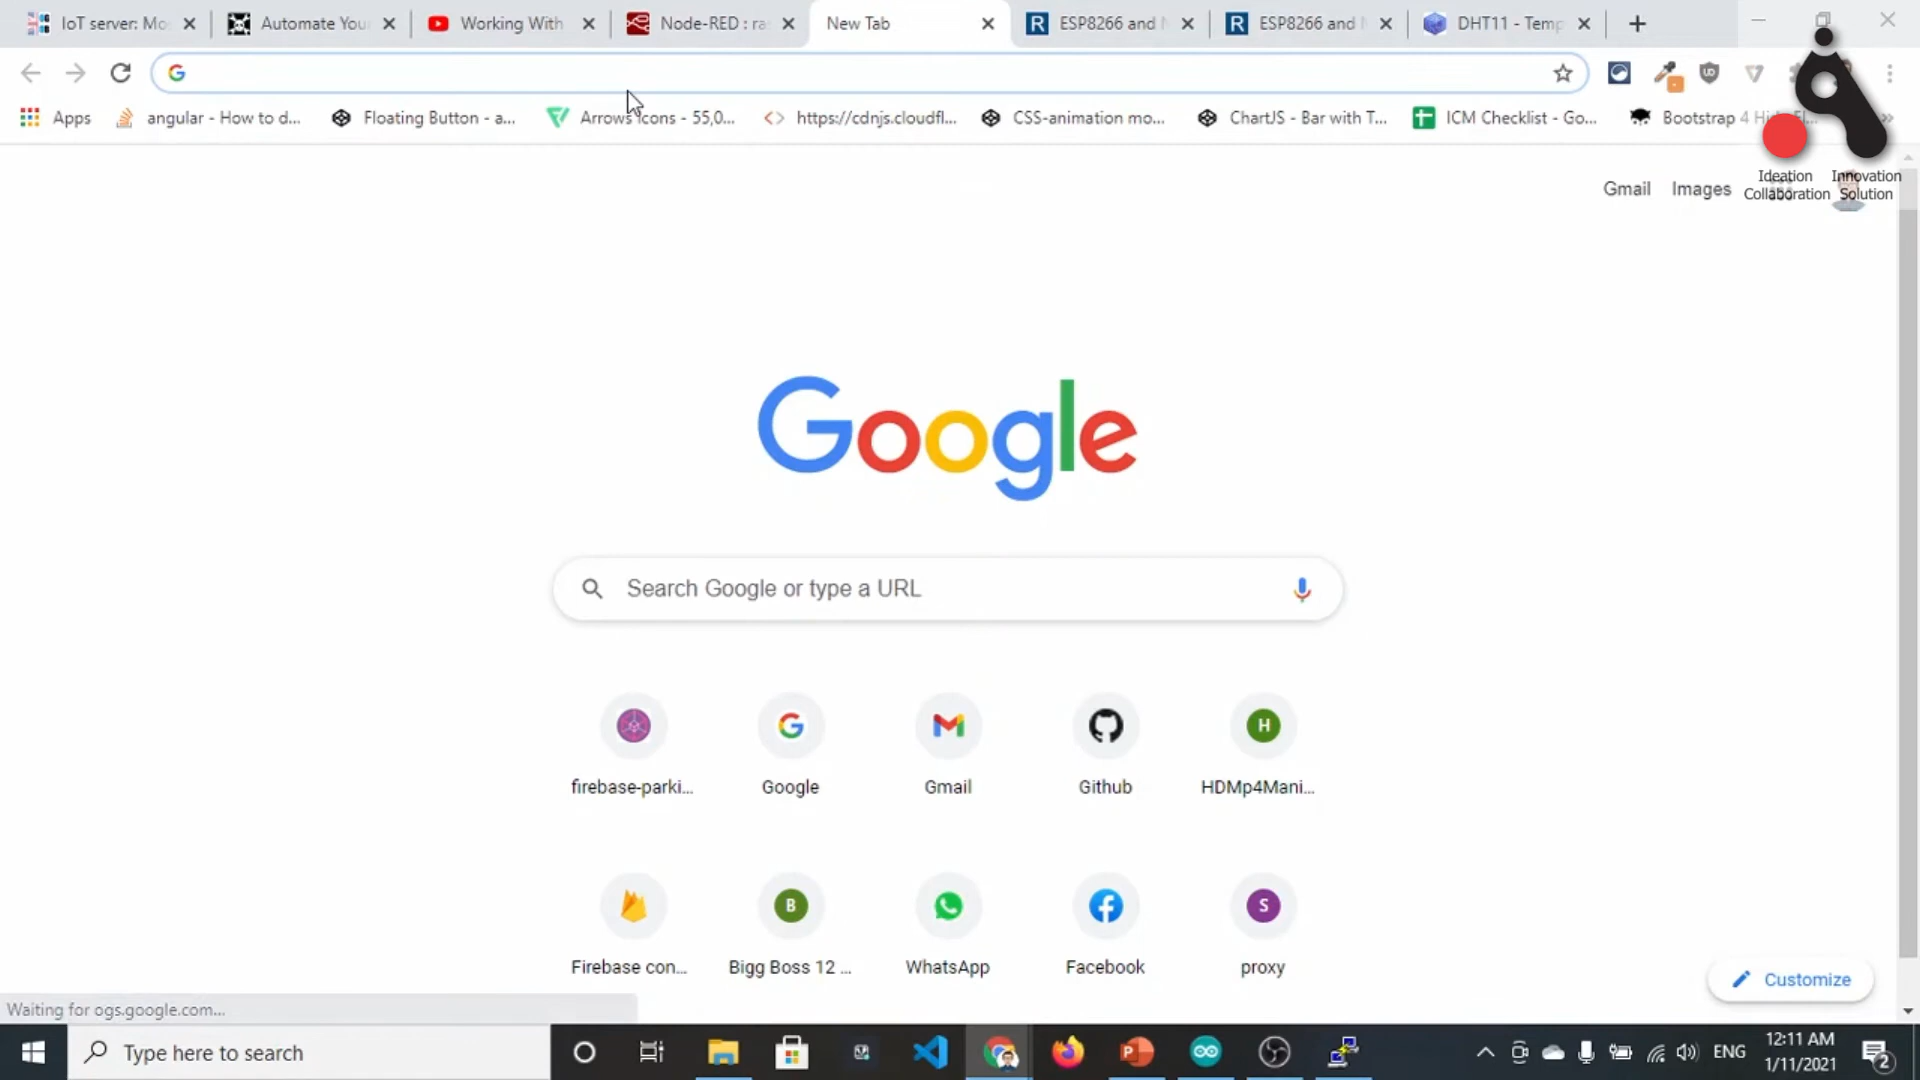 IoT server: Mo
Automate You
Working With
Node-RED : ra
New Tab
ESP8266 and
ESP8266 and
DHT11 - Temp
Apps
angular - How to d...
Floating Button - a...
Arrows Icons - 55,0...
https://cdnjs.cloudfl...
CSS-animation mo...
ChartJS - Bar with T...
ICM Checklist - Go...
Bootstrap 4
Gmail
Images
Ideation Innovation
Collaboration Solution
Google
Search Google or type a URL
firebase-parki...
Google
Gmail
Github
HDMp4Mani...
Firebase con...
Bigg Boss 12 ...
WhatsApp
Facebook
proxy
Customize
Waiting for ogs.google.com...
Type here to search
ENG
12:11 AM
1/11/2021
2